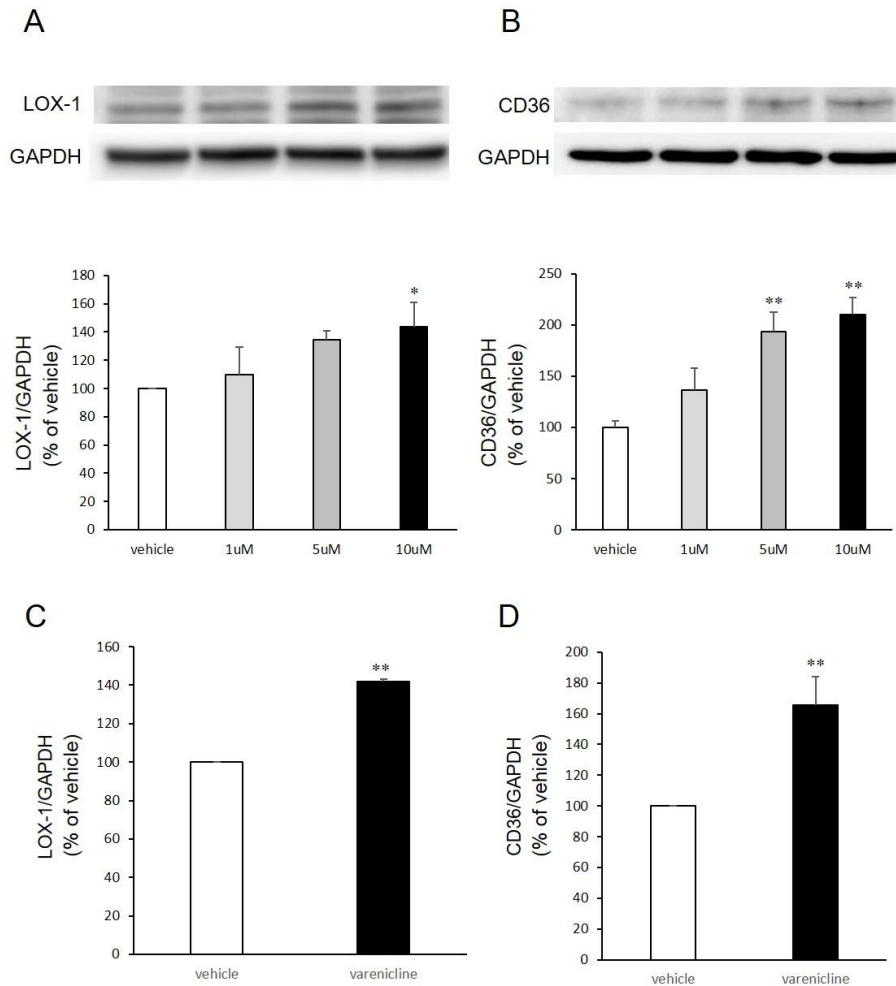 A
LOX-1
GAPDH
LOX-1/GAPDH
(% of vehicle)
180
160
140
120
100
80
60
40
20
0
*
vehicle 1uM 5uM 10uM
B
CD36
GAPDH
CD36/GAPDH
(% of vehicle)
250
200
150
100
50
0
** **
vehicle 1uM 5uM 10uM
C
LOX-1/GAPDH
(% of vehicle)
160
140
120
100
80
60
40
20
0
**
vehicle varenicline
D
CD36/GAPDH
(% of vehicle)
200
180
160
140
120
100
80
60
40
20
0
**
vehicle varenicline